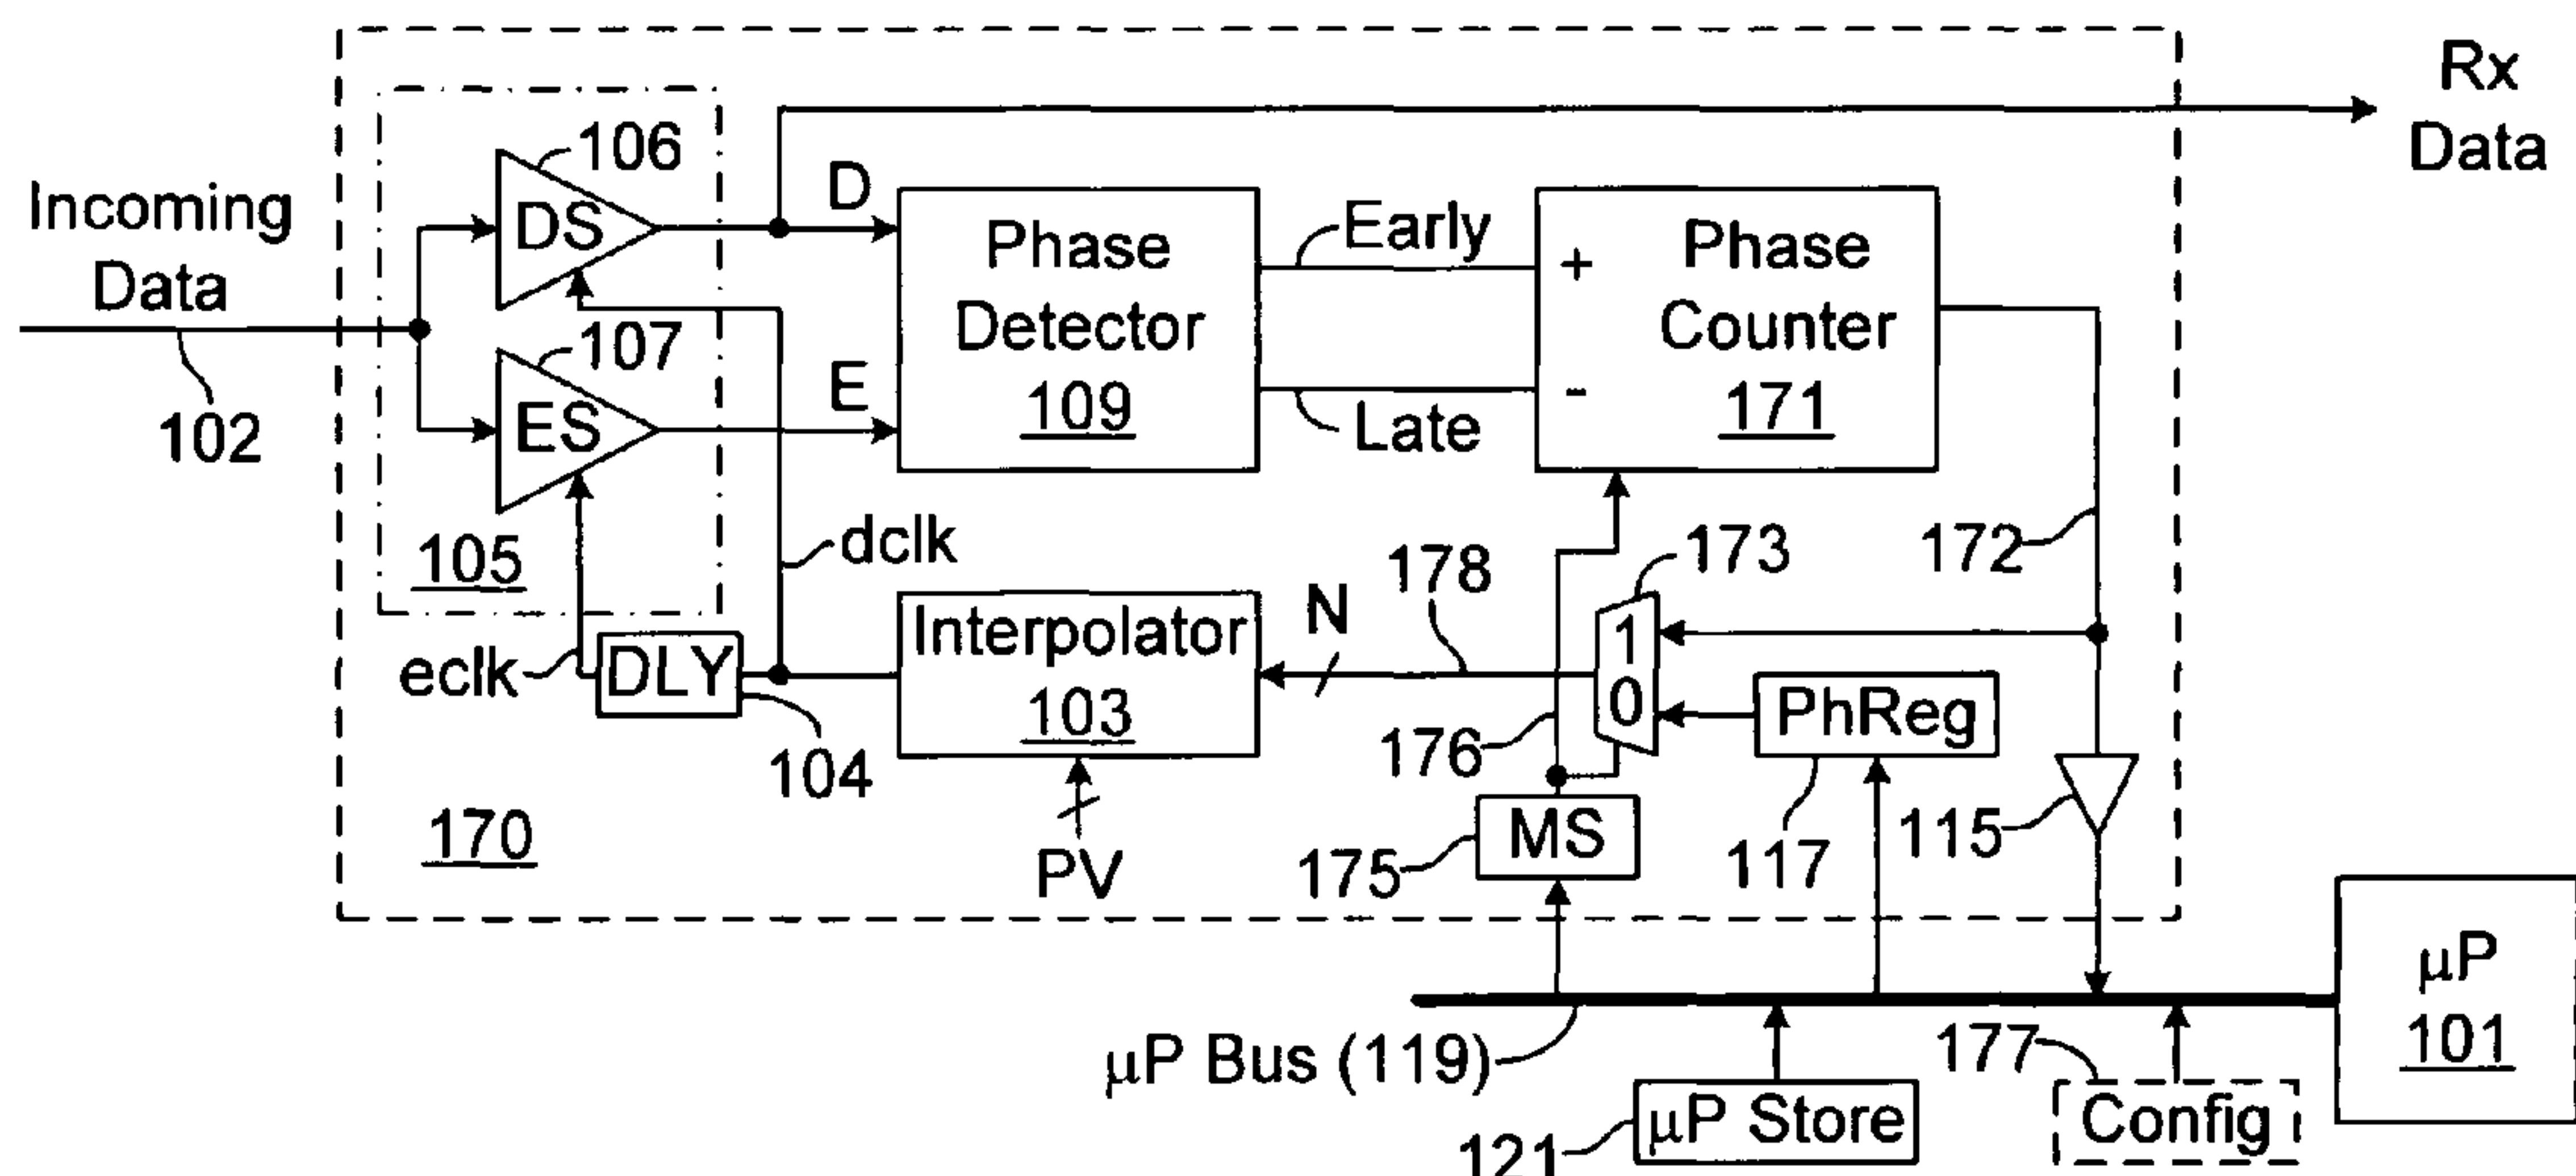 Rx
Data
Incoming
Data
102
106
DS
107
ES
105
D
E
Phase
Detector
109
Early
Late
+
-
Phase
Counter
171
172
dclk
eclk
DLY
104
Interpolator
103
PV
N
178
176
173
1
0
PhReg
117
115
MS
175
170
μP
101
μP Bus (119)
μP Store
121
177
Config